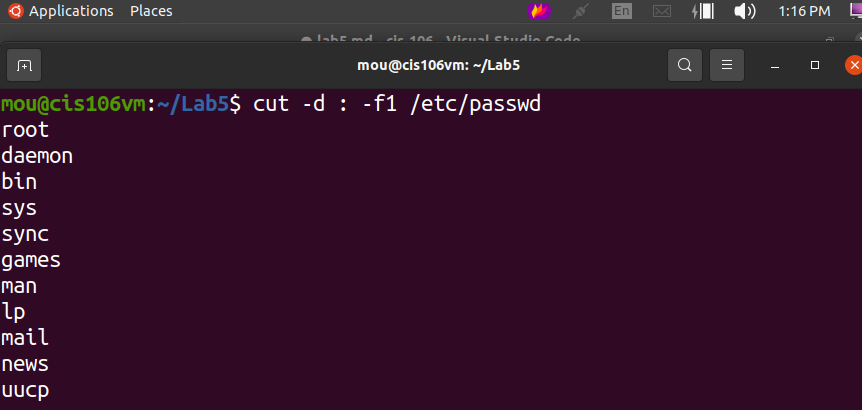 Applications Places En 1:16 PM
lab5.md - cis-106 - Visual Studio Code
mou@cis106vm: ~/Lab5
mou@cis106vm:~/Lab5$ cut -d : -f1 /etc/passwd
root
daemon
bin
sys
sync
games
man
lp
mail
news
uucp